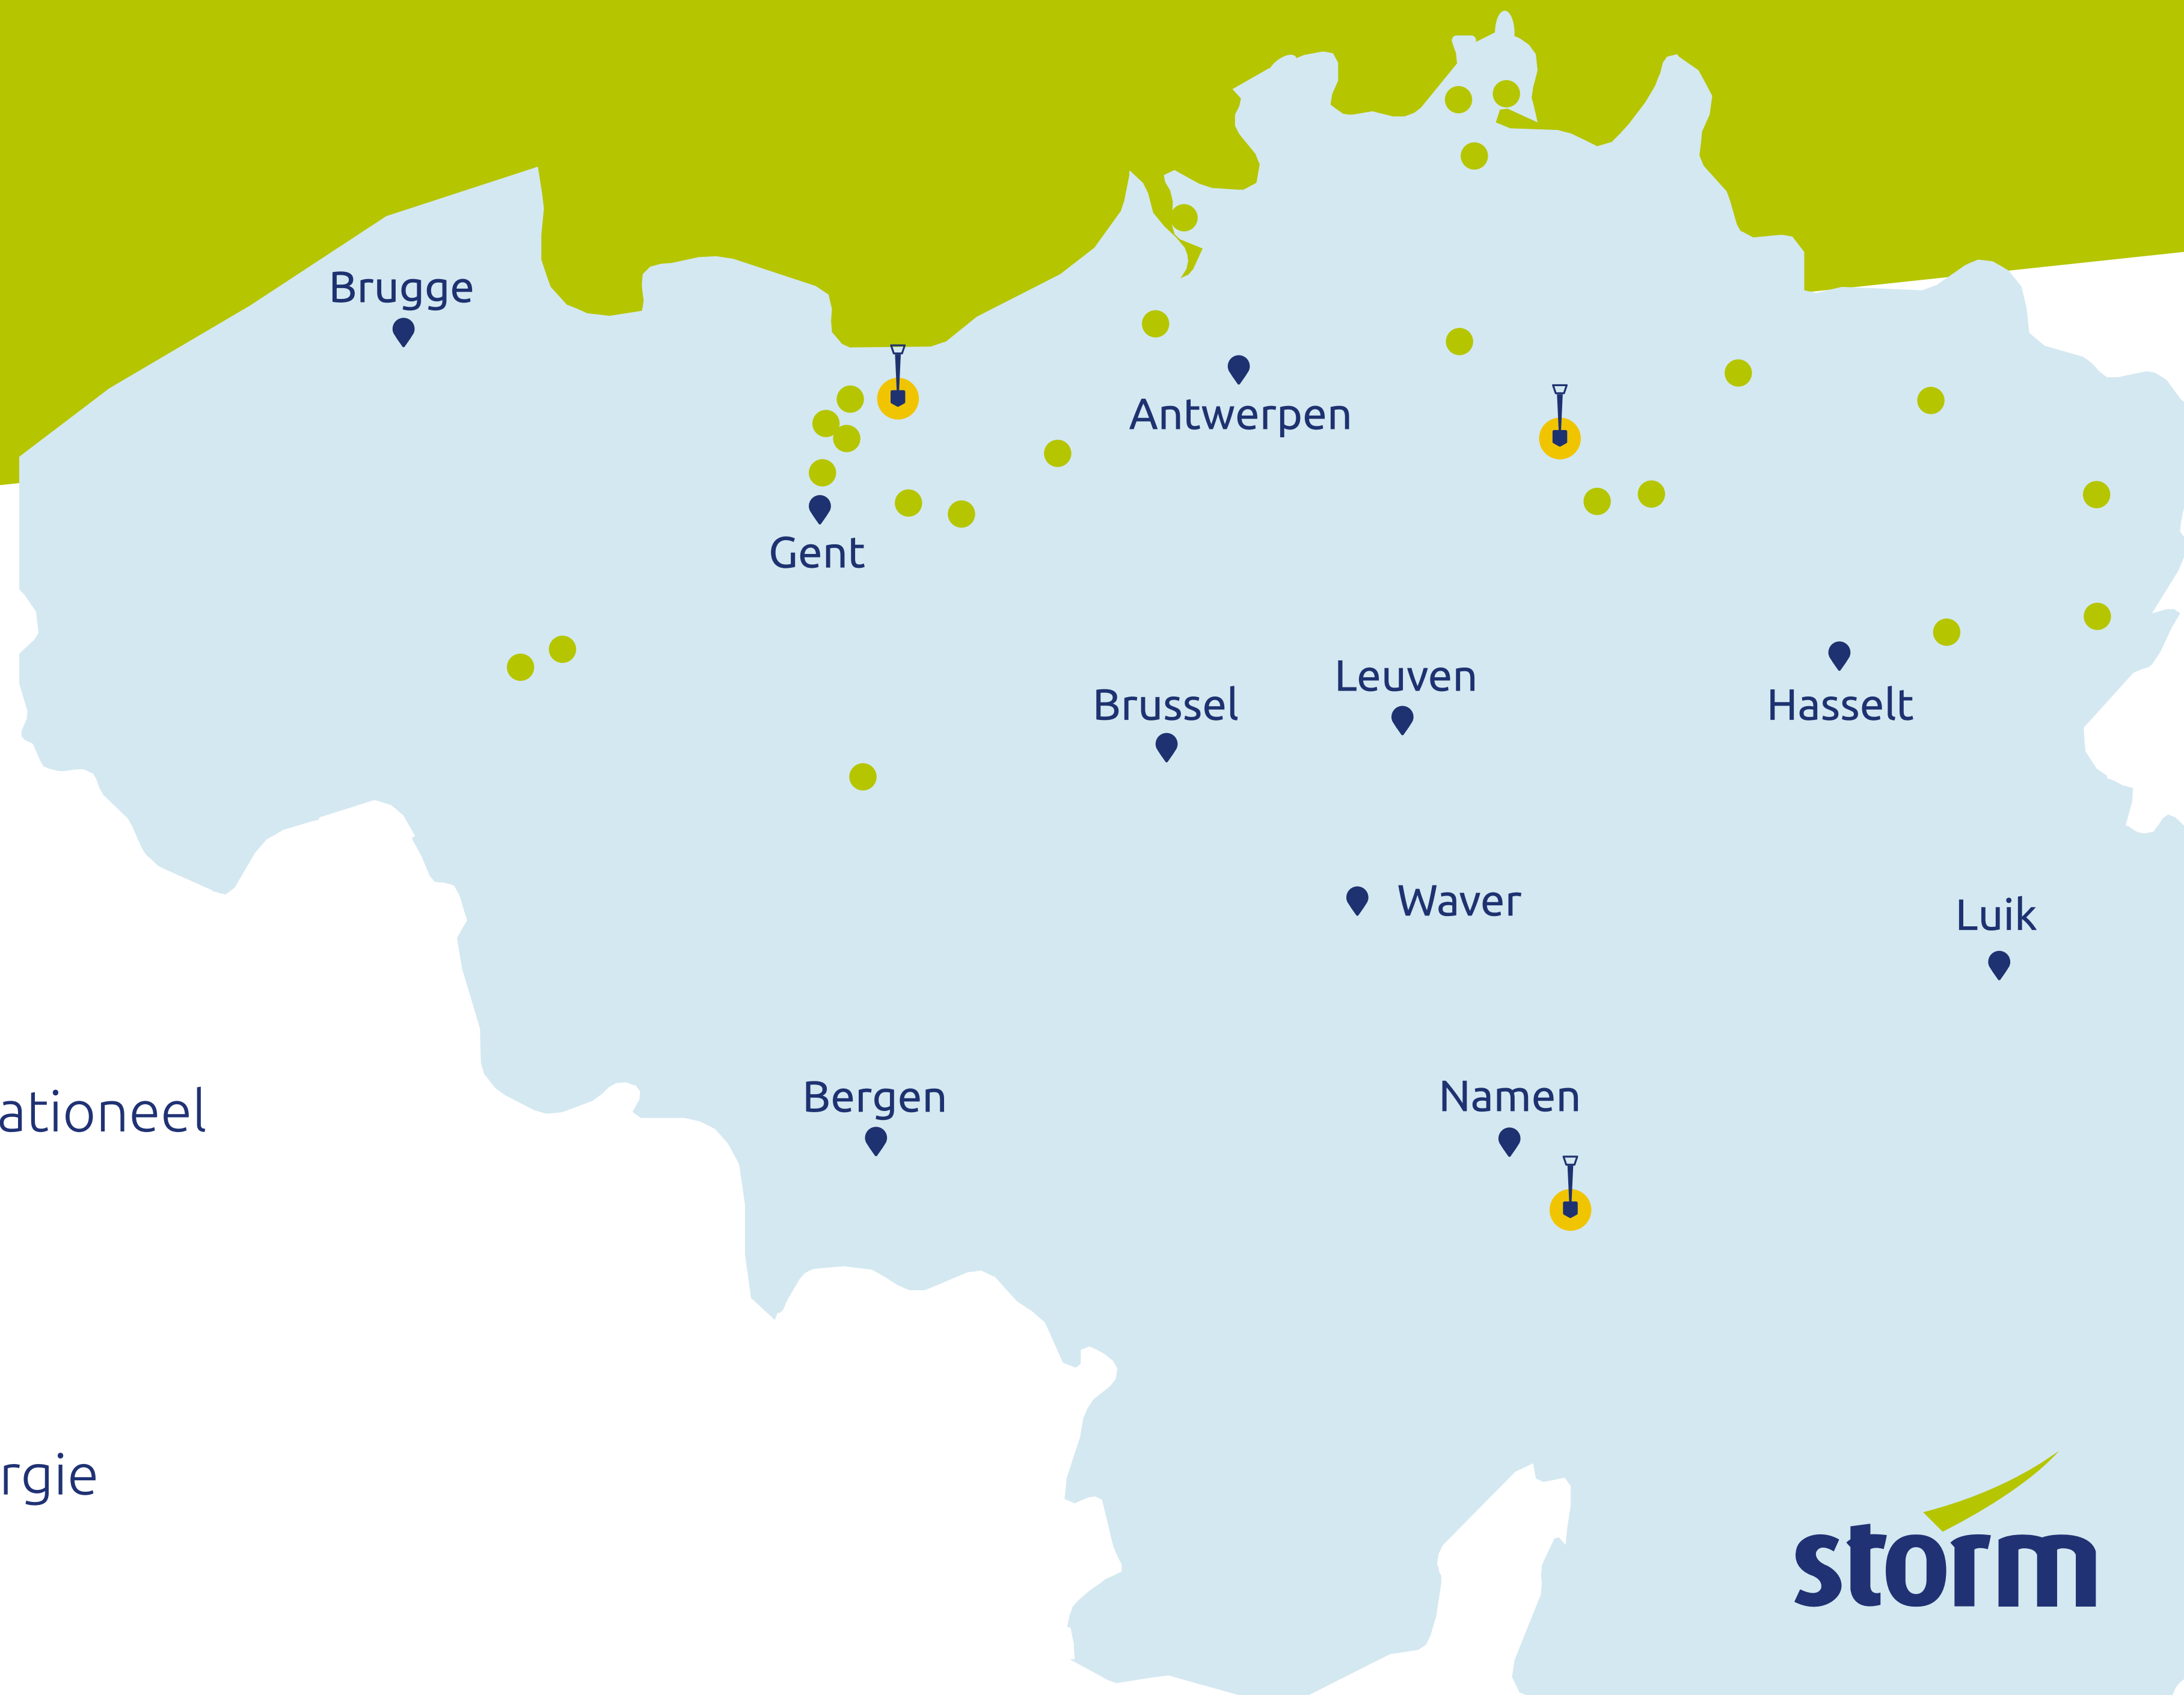 Brugge
Antwerpen
Gent
Leuven
Brussel
Hasselt
Waver
Luik
Bergen
Namen
ationeel
rgie
storm